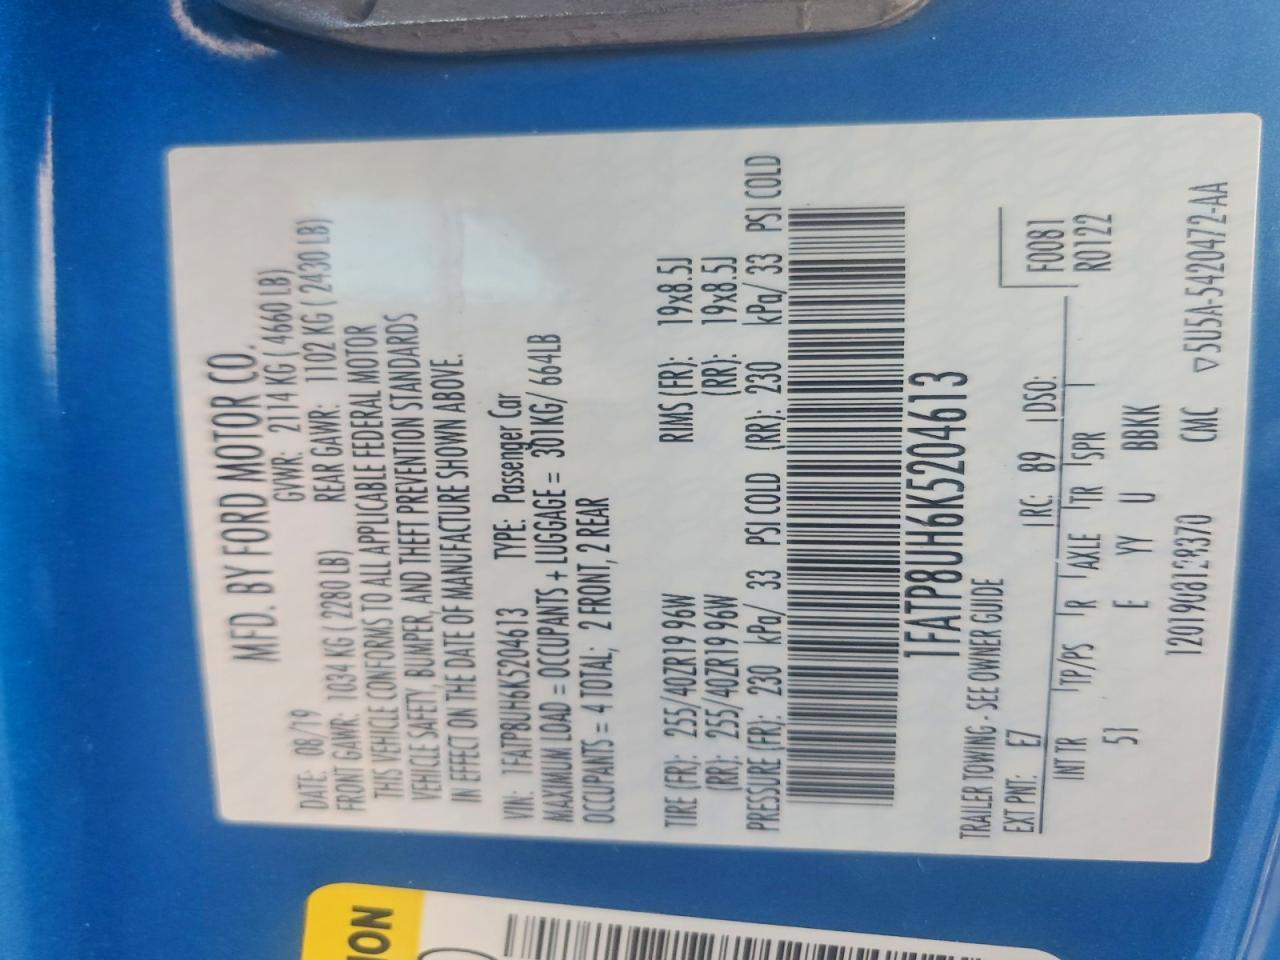 MFD. BY FORD MOTOR CO.
DATE: 08/19 GVWR: 2114 KG ( 4660 LB)
FRONT GAWR: 1034 KG ( 2280 LB) REAR GAWR: 1102 KG ( 2430 LB)
THIS VEHICLE CONFORMS TO ALL APPLICABLE FEDERAL MOTOR
VEHICLE SAFETY, BUMPER, AND THEFT PREVENTION STANDARDS
IN EFFECT ON THE DATE OF MANUFACTURE SHOWN ABOVE.
VIN: 1FATP8UH6K5204613 TYPE: Passenger Car
MAXIMUM LOAD = OCCUPANTS + LUGGAGE = 301KG/ 664LB
OCCUPANTS = 4 TOTAL; 2 FRONT, 2 REAR
TIRE (FR): 255/40ZR19 96W RIMS (FR): 19x8.5J
(RR): 255/40ZR19 96W (RR): 19x8.5J
PRESSURE (FR): 230 kPa/ 33 PSI COLD (RR): 230 kPa/ 33 PSI COLD
1FATP8UH6K5204613
TRAILER TOWING - SEE OWNER GUIDE
EXT PNT: E7 RC: 89 DSO: F0081
R0122
INT TR TP/PS R AXLE TR SPR
51 E YY U BBKK
12019081 370 CMC ▽5U5A-5420472-AA
ION